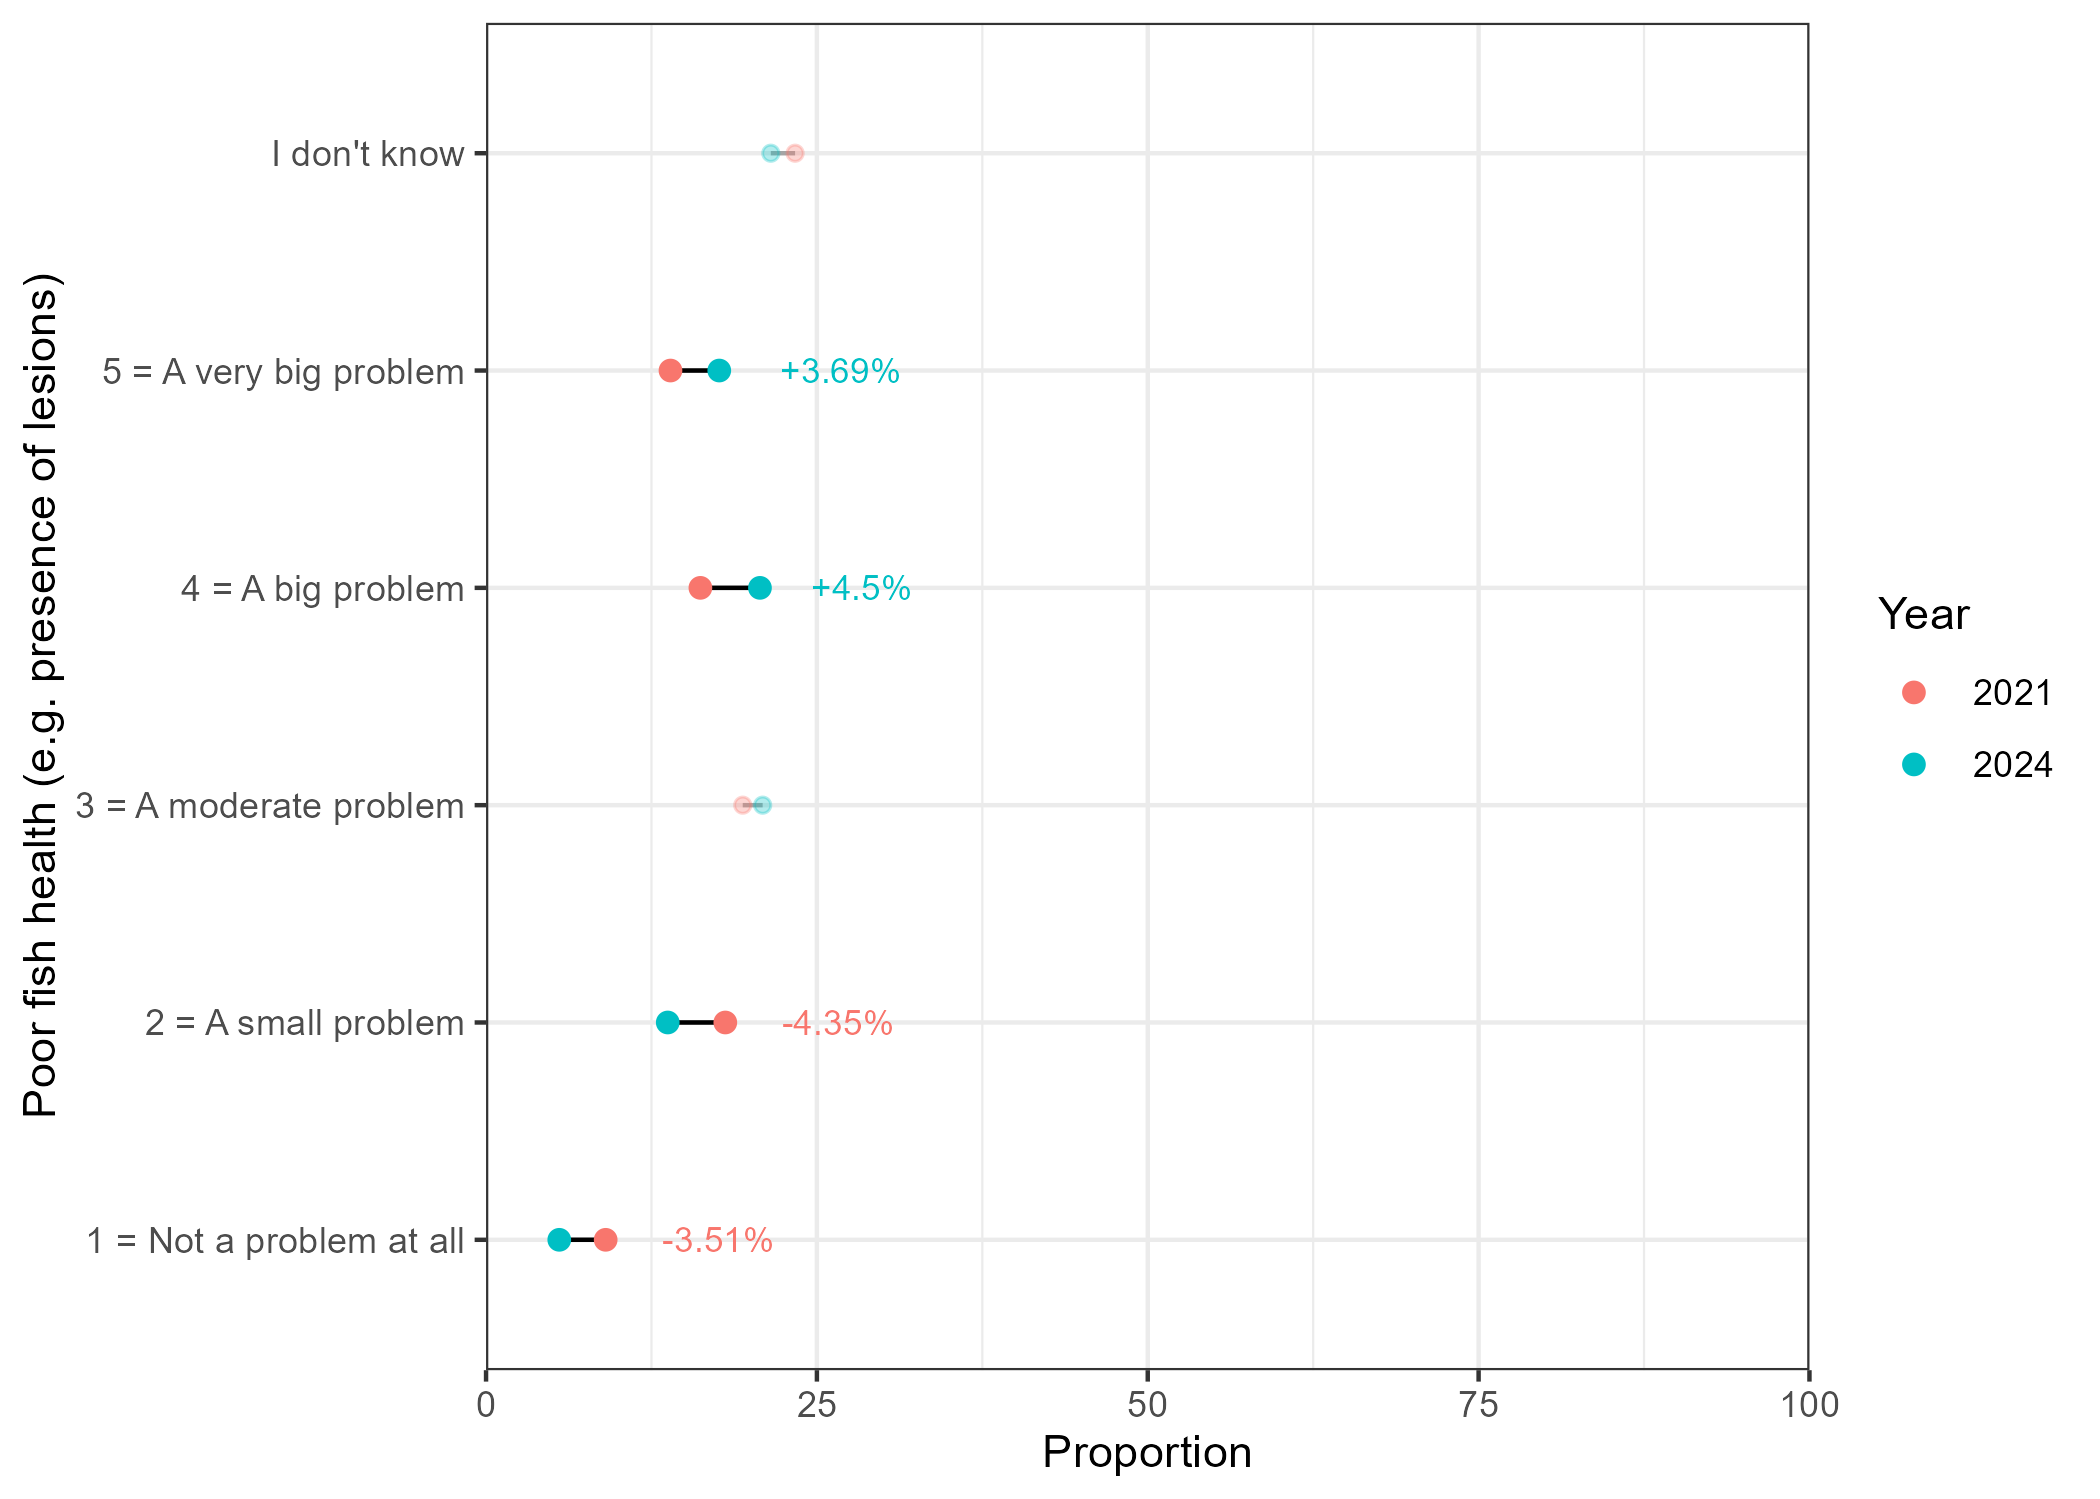 Poor fish health (e.g. presence of lesions)
I don't know
5 = A very big problem
+3.69%
4 = A big problem
+4.5%
3 = A moderate problem
2 = A small problem
-4.35%
1 = Not a problem at all
-3.51%
0
25
50
75
100
Proportion
Year
2021
2024